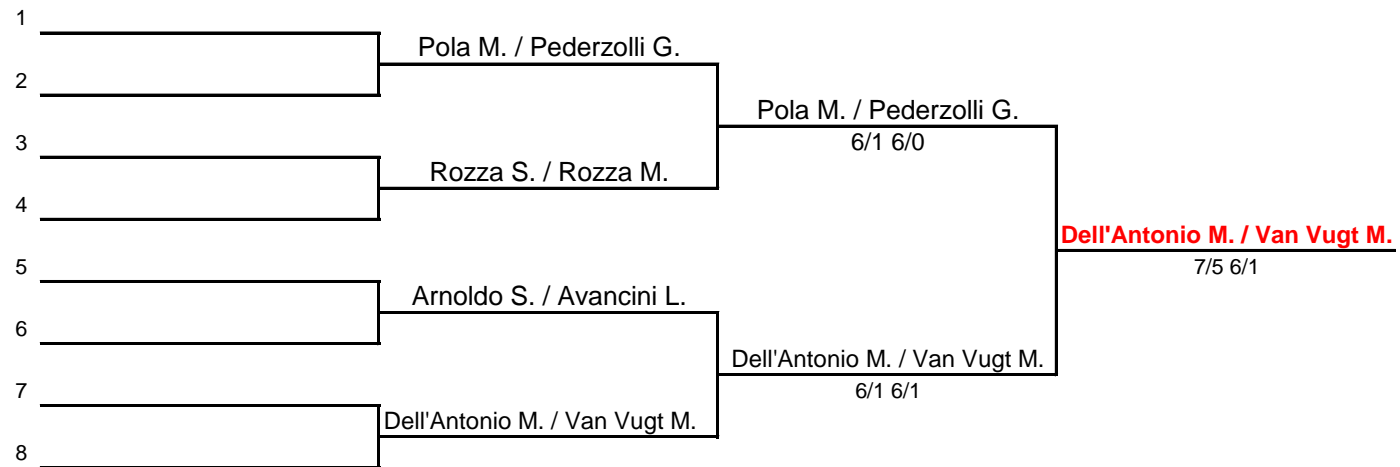 1
Pola M. / Pederzolli G.
2
Pola M. / Pederzolli G.
3
6/1 6/0
Rozza S. / Rozza M.
4
Dell'Antonio M. / Van Vugt M.
5
7/5 6/1
Arnoldo S. / Avancini L.
6
Dell'Antonio M. / Van Vugt M.
7
6/1 6/1
Dell'Antonio M. / Van Vugt M.
8